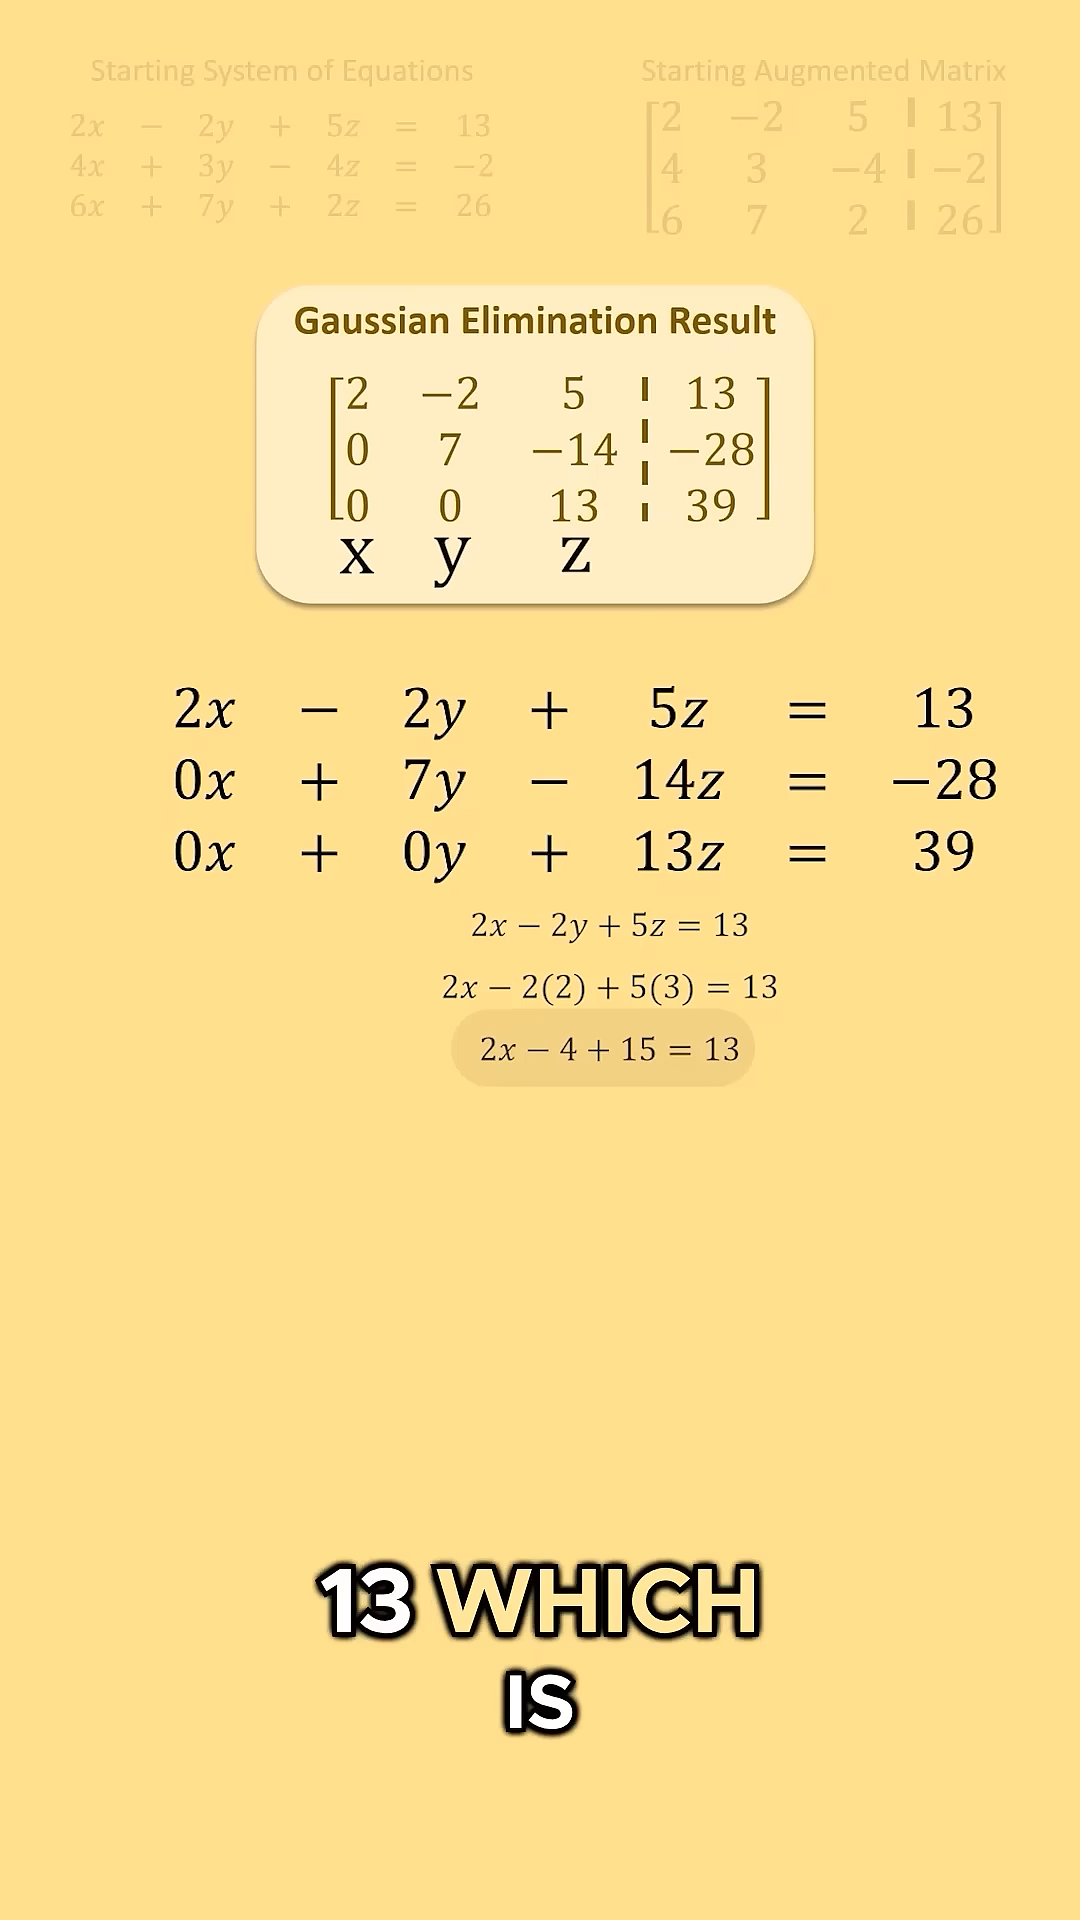 Starting System of Equations
2x − 2y + 5z = 13
4x + 3y − 4z = −2
6x + 7y + 2z = 26
Starting Augmented Matrix
2 −2 5 13
4 3 −4 −2
6 7 2 26
Gaussian Elimination Result
2 −2 5 13
0 7 −14 −28
0 0 13 39
x y z
2x − 2y + 5z = 13
0x + 7y − 14z = −28
0x + 0y + 13z = 39
2x − 2y + 5z = 13
2x − 2(2) + 5(3) = 13
2x − 4 + 15 = 13
13 WHICH
IS